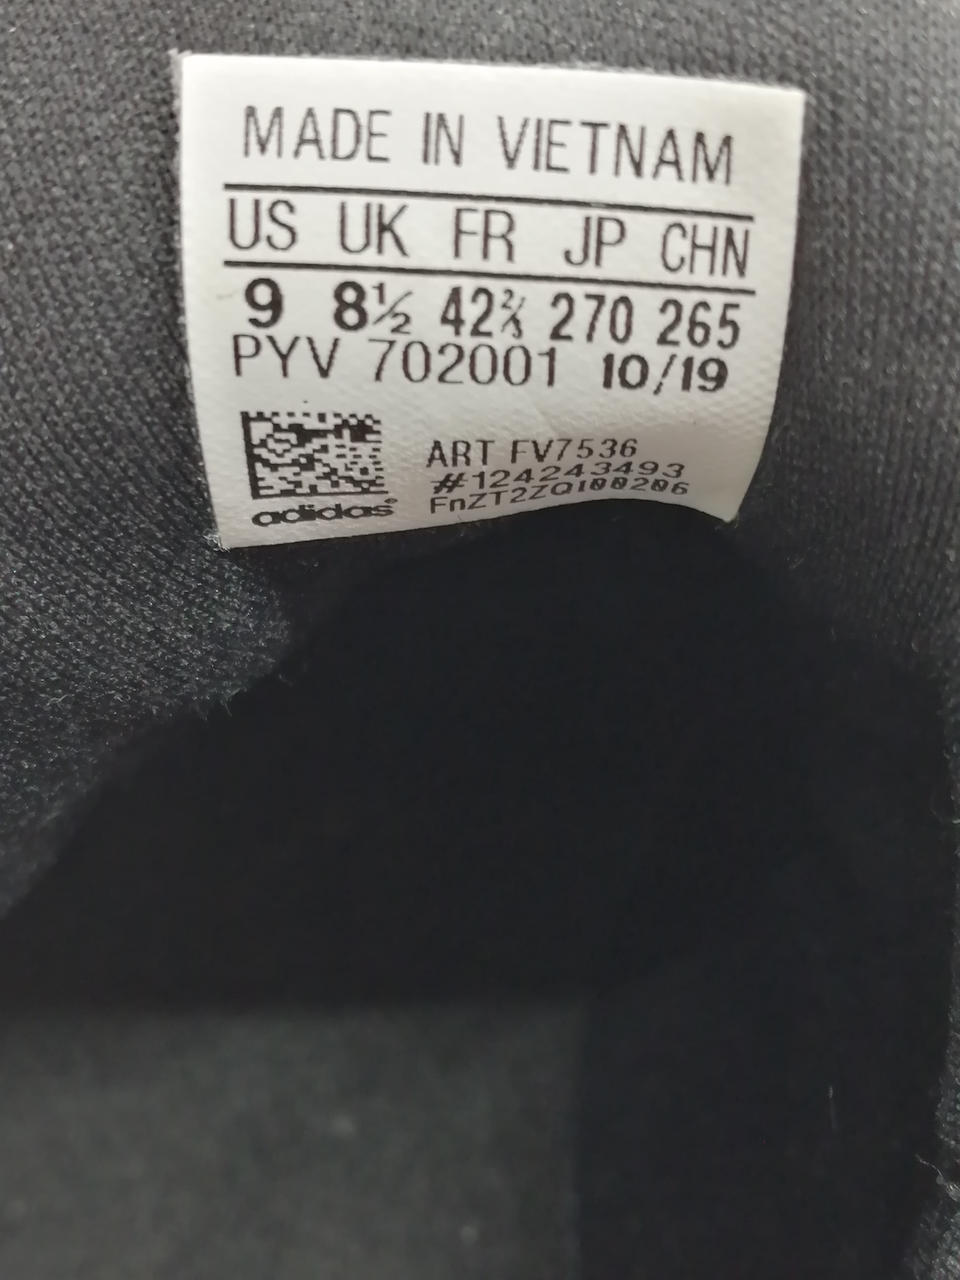 MADE IN VIETNAM
US UK FR JP CHN
9 8½ 42⅔ 270 265
PYV 702001 10/19
ART FV7536
#124243493
FnZT2ZQI00206
adidas®